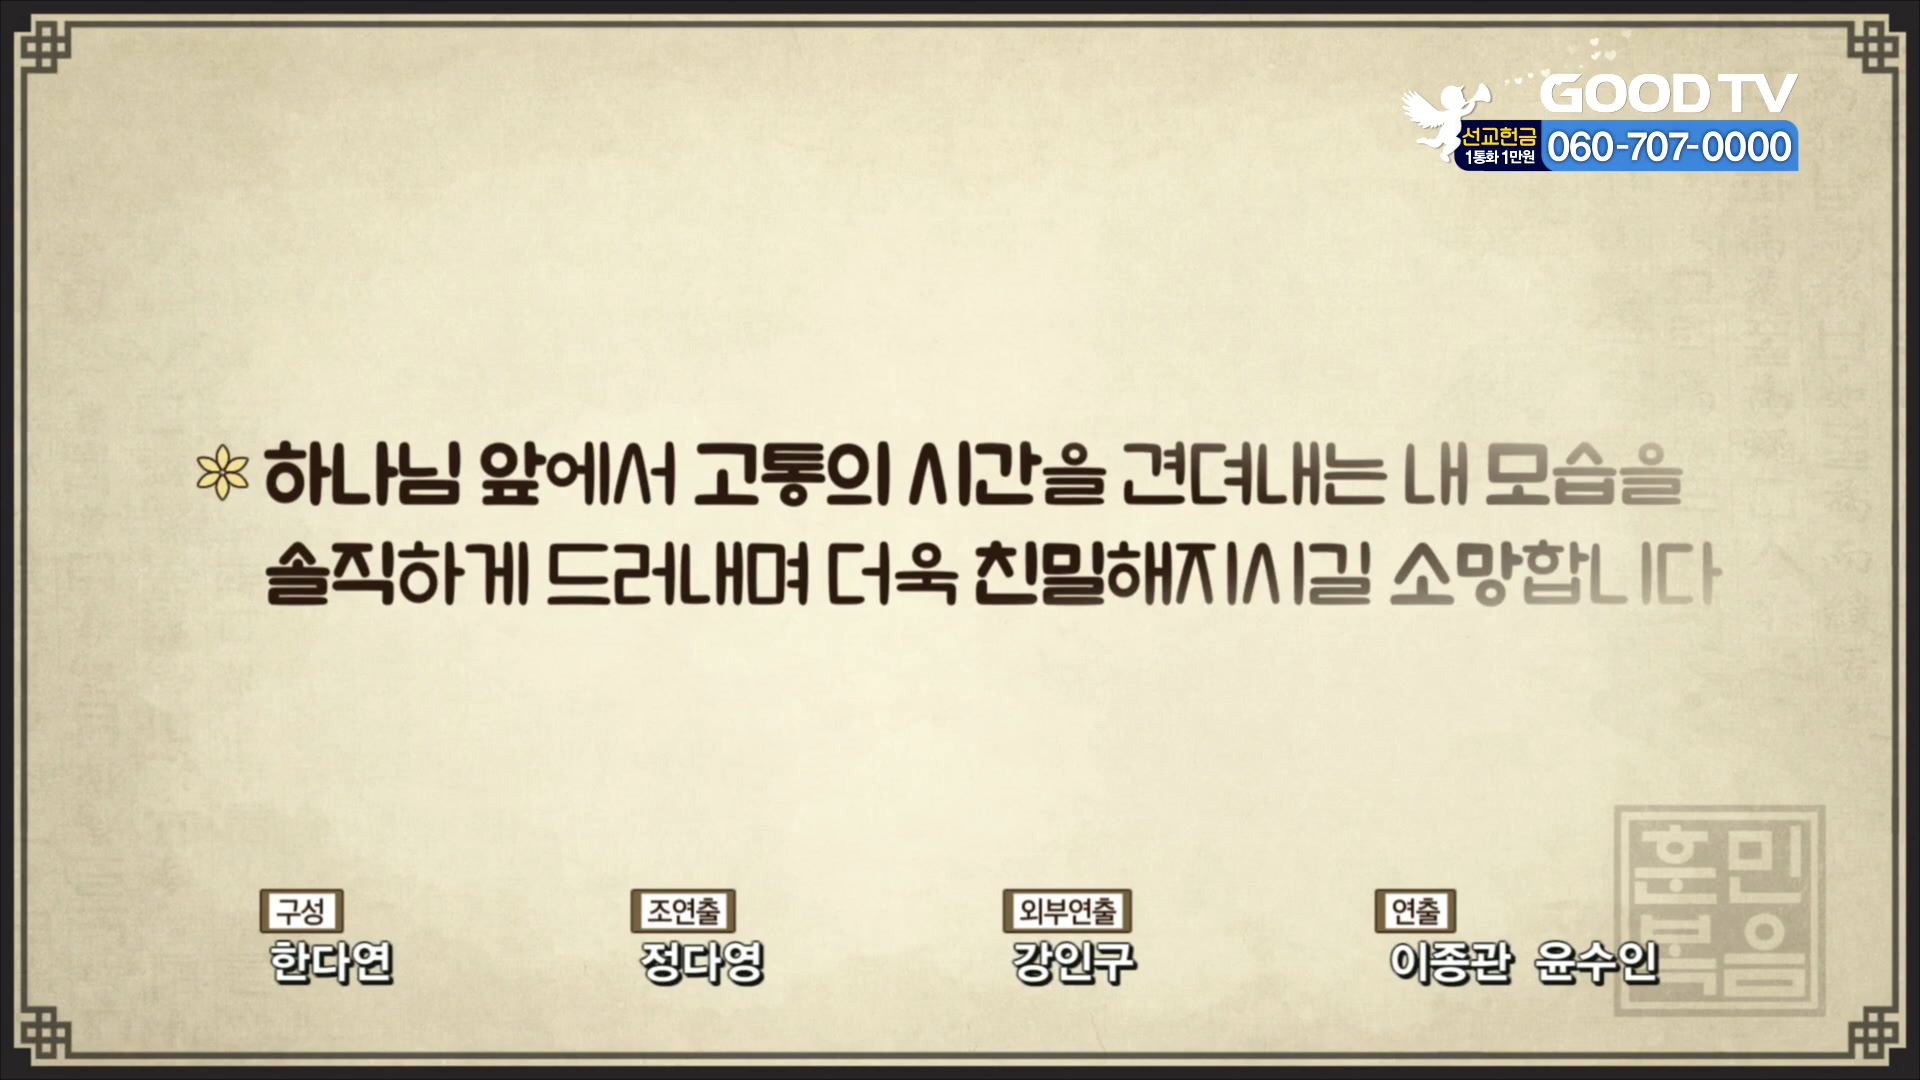 GOOD TV
선교헌금
1통화 1만원
060-707-0000
하나님 앞에서 고통의 시간을 견뎌내는 내 모습을
솔직하게 드러내며 더욱 친밀해지시길 소망합니다
구성
한다연
조연출
정다영
외부연출
강인구
연출
이종관 윤수인
훈민
복음